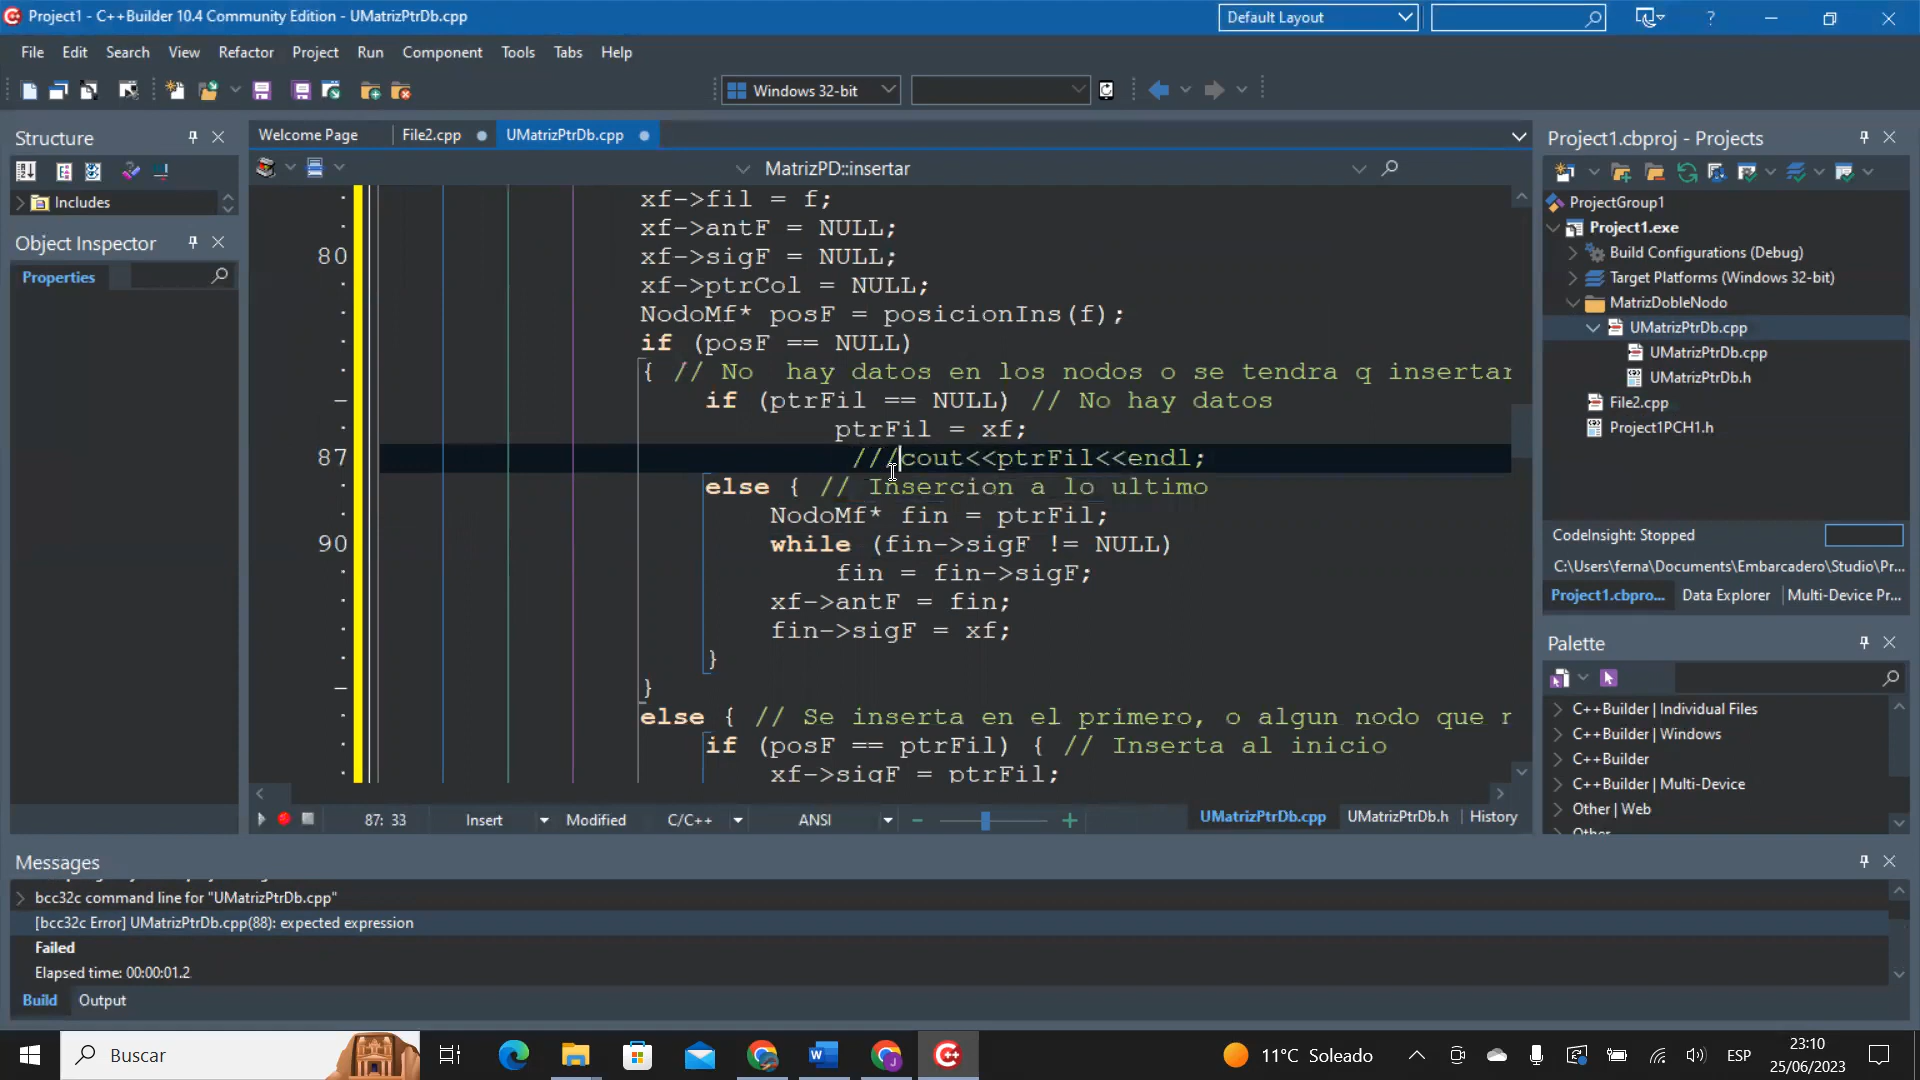 Project1 - C++Builder 10.4 Community Edition - UMatrizPtrDb.cpp
Default Layout
File Edit Search View Refactor Project Run Component Tools Tabs Help
Windows 32-bit
Structure
Includes
Object Inspector
Properties
Welcome Page File2.cpp UMatrizPtrDb.cpp
MatrizPD::insertar
xf->fil = f;
xf->antF = NULL;
80 xf->sigF = NULL;
xf->ptrCol = NULL;
NodoMf* posF = posicionIns(f);
if (posF == NULL)
{ // No hay datos en los nodos o se tendra q insertar
if (ptrFil == NULL) // No hay datos
ptrFil = xf;
87 ///cout<<ptrFil<<endl;
else { // Insercion a lo ultimo
NodoMf* fin = ptrFil;
90 while (fin->sigF != NULL)
fin = fin->sigF;
xf->antF = fin;
fin->sigF = xf;
}
}
else { // Se inserta en el primero, o algun nodo que
if (posF == ptrFil) { // Inserta al inicio
xf->sigF = ptrFil;
87: 33 Insert Modified C/C++ ANSI UMatrizPtrDb.cpp UMatrizPtrDb.h History
Project1.cbproj - Projects
ProjectGroup1
Project1.exe
Build Configurations (Debug)
Target Platforms (Windows 32-bit)
MatrizDobleNodo
UMatrizPtrDb.cpp
UMatrizPtrDb.cpp
UMatrizPtrDb.h
File2.cpp
Project1PCH1.h
CodeInsight: Stopped
C:\Users\ferna\Documents\Embarcadero\Studio\Pr...
Project1.cbpro... Data Explorer Multi-Device Pr...
Palette
C++Builder | Individual Files
C++Builder | Windows
C++Builder
C++Builder | Multi-Device
Other | Web
Other
Messages
bcc32c command line for "UMatrizPtrDb.cpp"
[bcc32c Error] UMatrizPtrDb.cpp(88): expected expression
Failed
Elapsed time: 00:00:01.2
Build Output
Buscar
11°C Soleado
ESP
23:10
25/06/2023